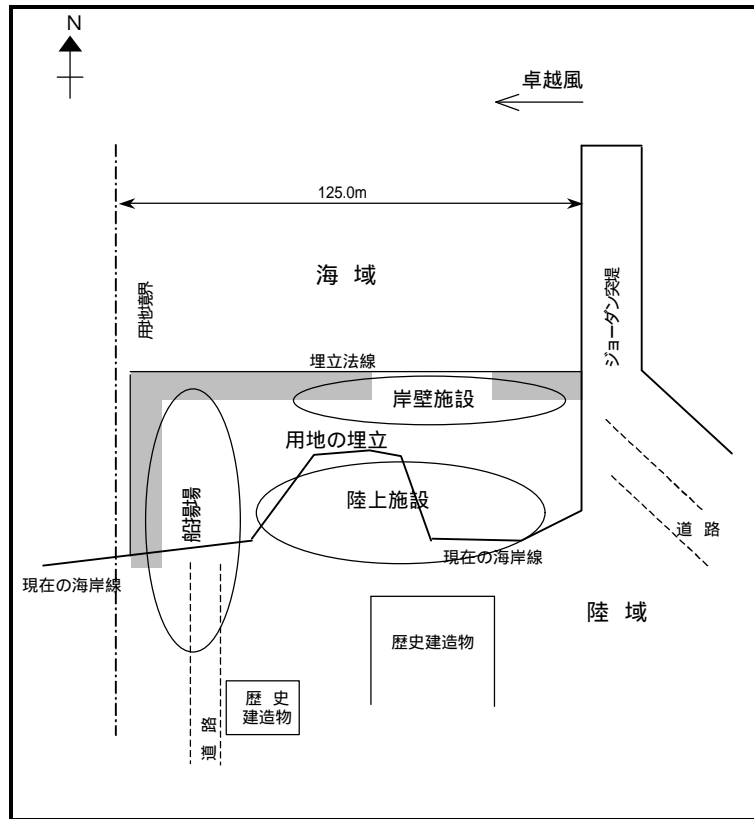 N
卓越風
125.0m
海 域
用地境界
ジョーダン突堤
埋立法線
岸壁施設
用地の埋立
船揚場
陸上施設
道 路
現在の海岸線
現在の海岸線
陸 域
歴史建造物
歴 史
建造物
道 路